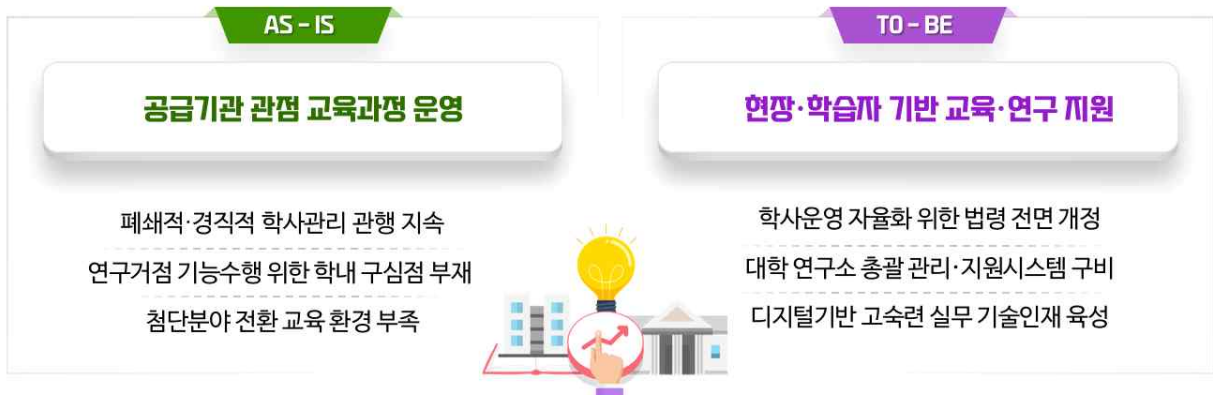 AS – IS
공급기관 관점 교육과정 운영
폐쇄적·경직적 학사관리 관행 지속
연구거점 기능수행 위한 학내 구심점 부재
첨단분야 전환 교육 환경 부족
TO – BE
현장·학습자 기반 교육·연구 지원
학사운영 자율화 위한 법령 전면 개정
대학 연구소 총괄 관리·지원시스템 구비
디지털기반 고숙련 실무 기술인재 육성